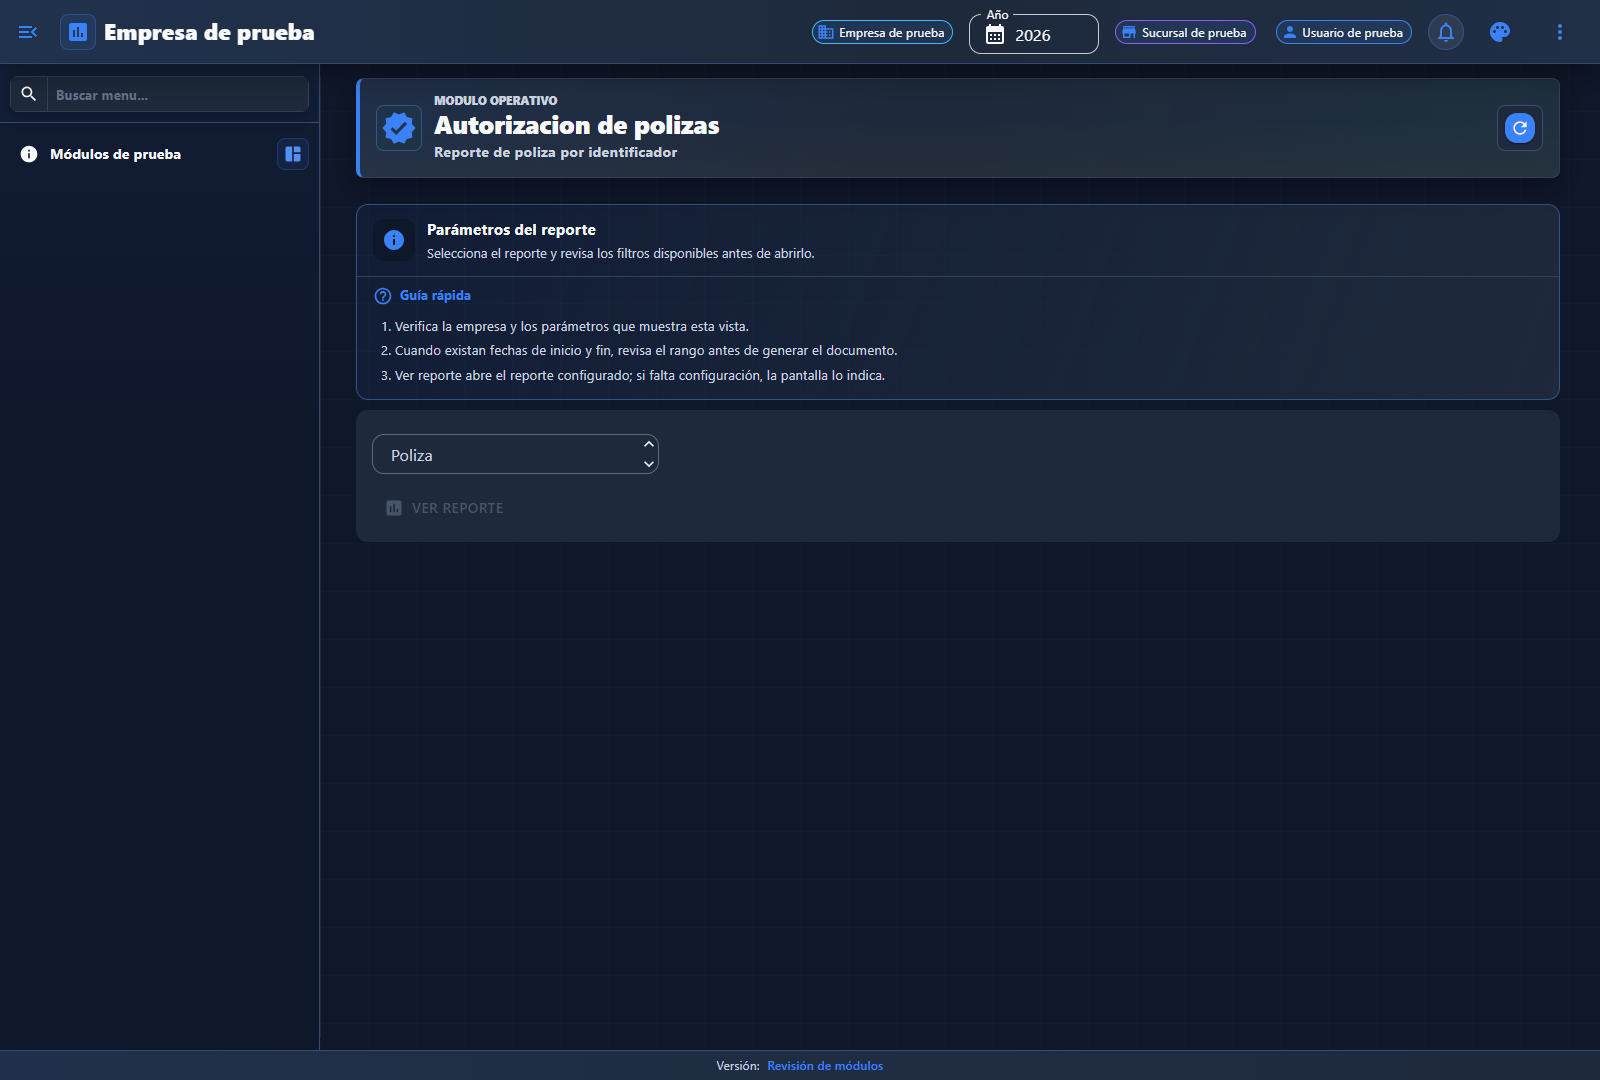 Empresa de prueba
Empresa de prueba
Año
2026
Sucursal de prueba
Usuario de prueba
Buscar menu...
Módulos de prueba
MODULO OPERATIVO
Autorizacion de polizas
Reporte de poliza por identificador
Parámetros del reporte
Selecciona el reporte y revisa los filtros disponibles antes de abrirlo.
Guía rápida
1. Verifica la empresa y los parámetros que muestra esta vista.
2. Cuando existan fechas de inicio y fin, revisa el rango antes de generar el documento.
3. Ver reporte abre el reporte configurado; si falta configuración, la pantalla lo indica.
Poliza
VER REPORTE
Versión: Revisión de módulos